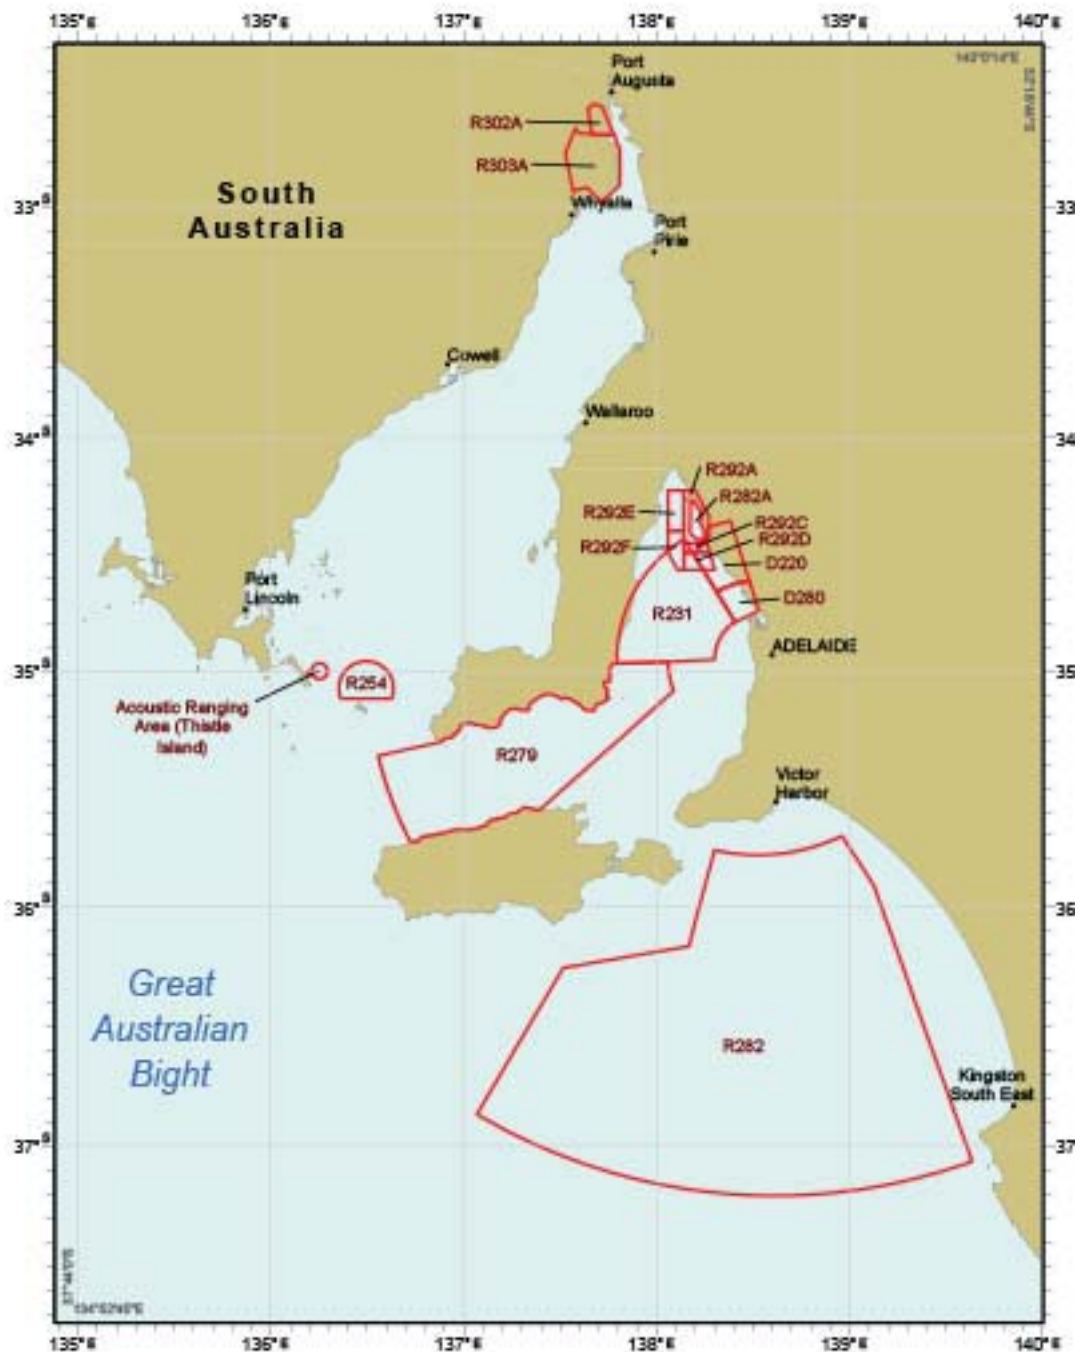 135°E 136°E 137°E 138°E 139°E 140°E
Port
Augusta
R302A
R303A
South
Australia
33°S
33°
Whyalla
Port
Pirie
Cowell
Wallaroo
34°S
34°
R292A
R282A
R292E
R292C
R292F
R292D
D220
Port
Lincoln
D280
R231
ADELAIDE
35°S
35°
R254
Acoustic Ranging
Area (Thistle
Island)
R279
Victor
Harbor
36°S
36°
Great
Australian
Bight
R282
Kingston
South East
37°S
37°
135°E 136°E 137°E 138°E 139°E 140°E